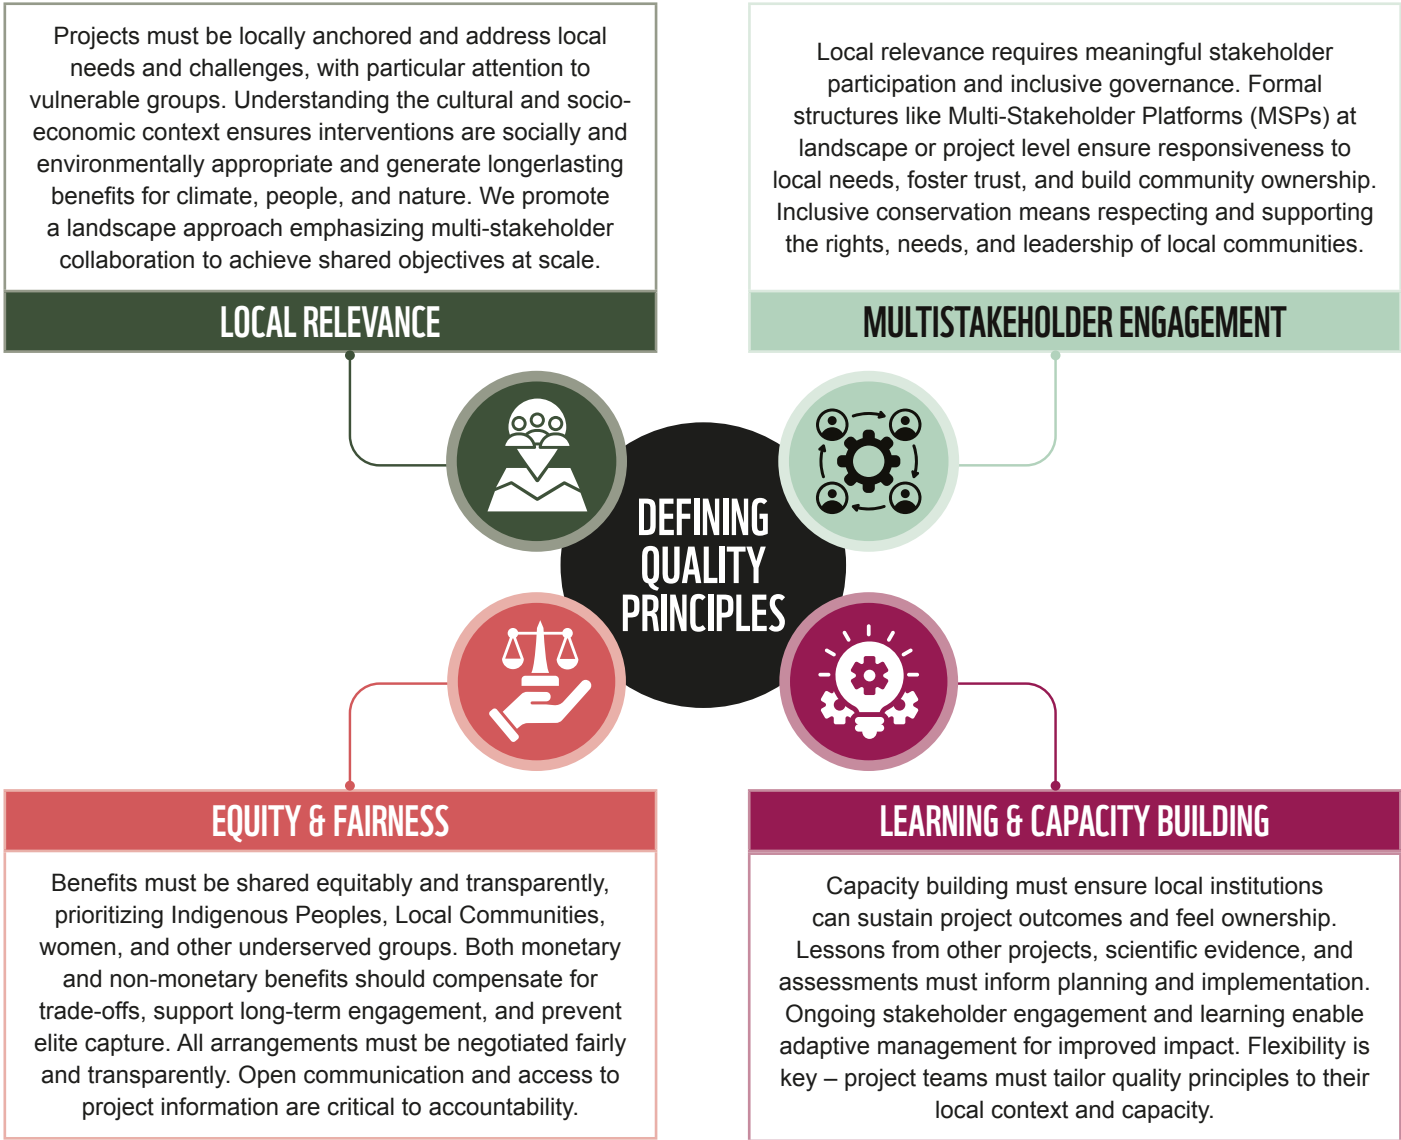 Projects must be locally anchored and address local
needs and challenges, with particular attention to
vulnerable groups. Understanding the cultural and socio-
economic context ensures interventions are socially and
environmentally appropriate and generate longerlasting
benefits for climate, people, and nature. We promote
a landscape approach emphasizing multi-stakeholder
collaboration to achieve shared objectives at scale.
LOCAL RELEVANCE
Local relevance requires meaningful stakeholder
participation and inclusive governance. Formal
structures like Multi-Stakeholder Platforms (MSPs) at
landscape or project level ensure responsiveness to
local needs, foster trust, and build community ownership.
Inclusive conservation means respecting and supporting
the rights, needs, and leadership of local communities.
MULTISTAKEHOLDER ENGAGEMENT
DEFINING
QUALITY
PRINCIPLES
EQUITY & FAIRNESS
Benefits must be shared equitably and transparently,
prioritizing Indigenous Peoples, Local Communities,
women, and other underserved groups. Both monetary
and non-monetary benefits should compensate for
trade-offs, support long-term engagement, and prevent
elite capture. All arrangements must be negotiated fairly
and transparently. Open communication and access to
project information are critical to accountability.
LEARNING & CAPACITY BUILDING
Capacity building must ensure local institutions
can sustain project outcomes and feel ownership.
Lessons from other projects, scientific evidence, and
assessments must inform planning and implementation.
Ongoing stakeholder engagement and learning enable
adaptive management for improved impact. Flexibility is
key – project teams must tailor quality principles to their
local context and capacity.